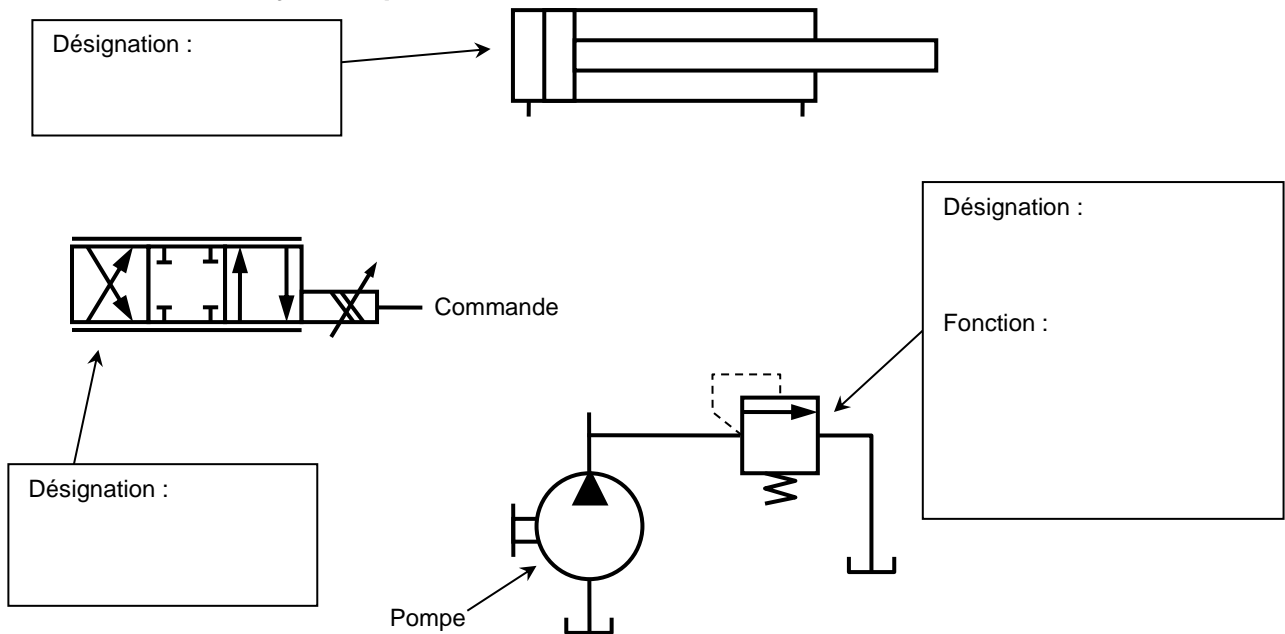 Désignation :
Désignation :
Fonction :
Commande
Désignation :
Pompe